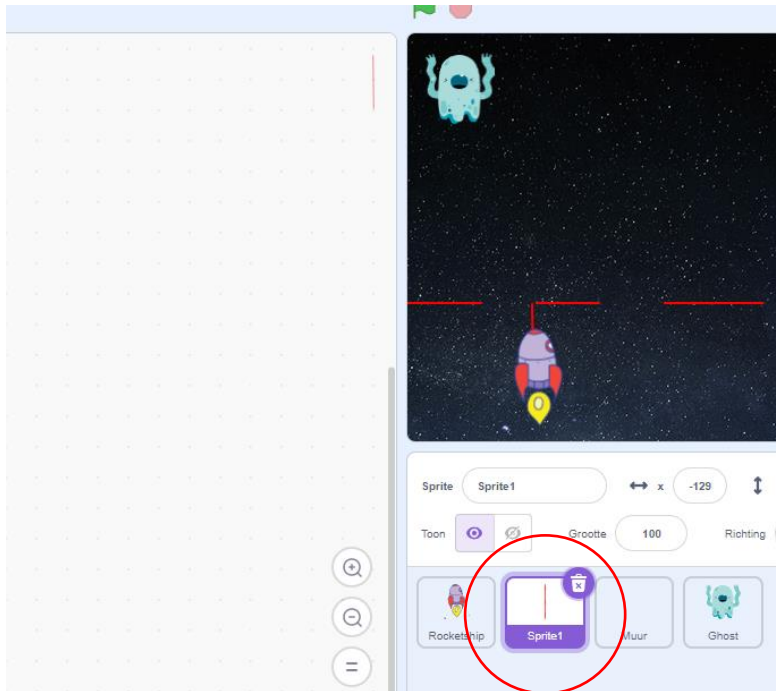 Sprite Sprite1 x -129
Toon Grootte 100 Richting
Rocketship Sprite1 Muur Ghost